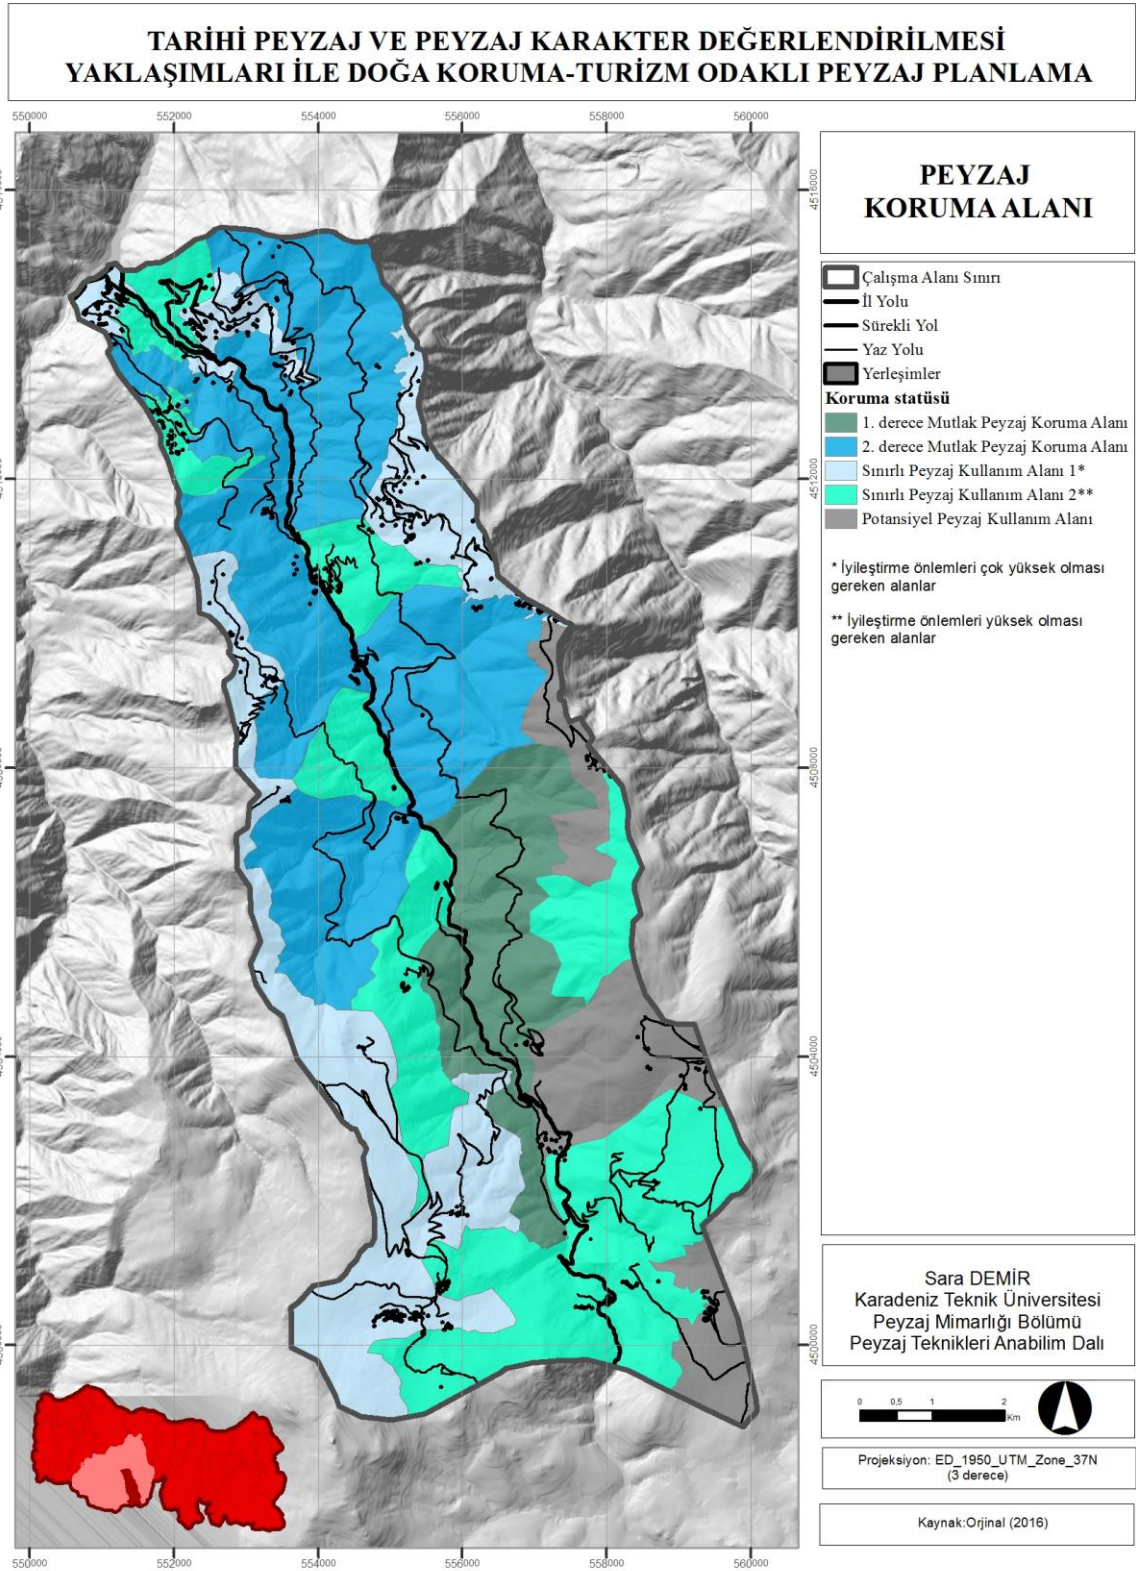 TARİHİ PEYZAJ VE PEYZAJ KARAKTER DEĞERLENDİRİLMESİ
YAKLAŞIMLARI İLE DOĞA KORUMA-TURİZM ODAKLI PEYZAJ PLANLAMA
550000 552000 554000 556000 558000 560000
PEYZAJ
KORUMA ALANI
Çalışma Alanı Sınırı
İl Yolu
Sürekli Yol
Yaz Yolu
Yerleşimler
Koruma statüsü
1. derece Mutlak Peyzaj Koruma Alanı
2. derece Mutlak Peyzaj Koruma Alanı
Sınırlı Peyzaj Kullanım Alanı 1*
Sınırlı Peyzaj Kullanım Alanı 2**
Potansiyel Peyzaj Kullanım Alanı
* İyileştirme önlemleri çok yüksek olması
gereken alanlar
** İyileştirme önlemleri yüksek olması
gereken alanlar
4516000
4512000
4508000
4504000
4500000
Sara DEMİR
Karadeniz Teknik Üniversitesi
Peyzaj Mimarlığı Bölümü
Peyzaj Teknikleri Anabilim Dalı
0 0,5 1 2
Km
Projeksiyon: ED_1950_UTM_Zone_37N
(3 derece)
Kaynak:Orjinal (2016)
550000 552000 554000 556000 558000 560000